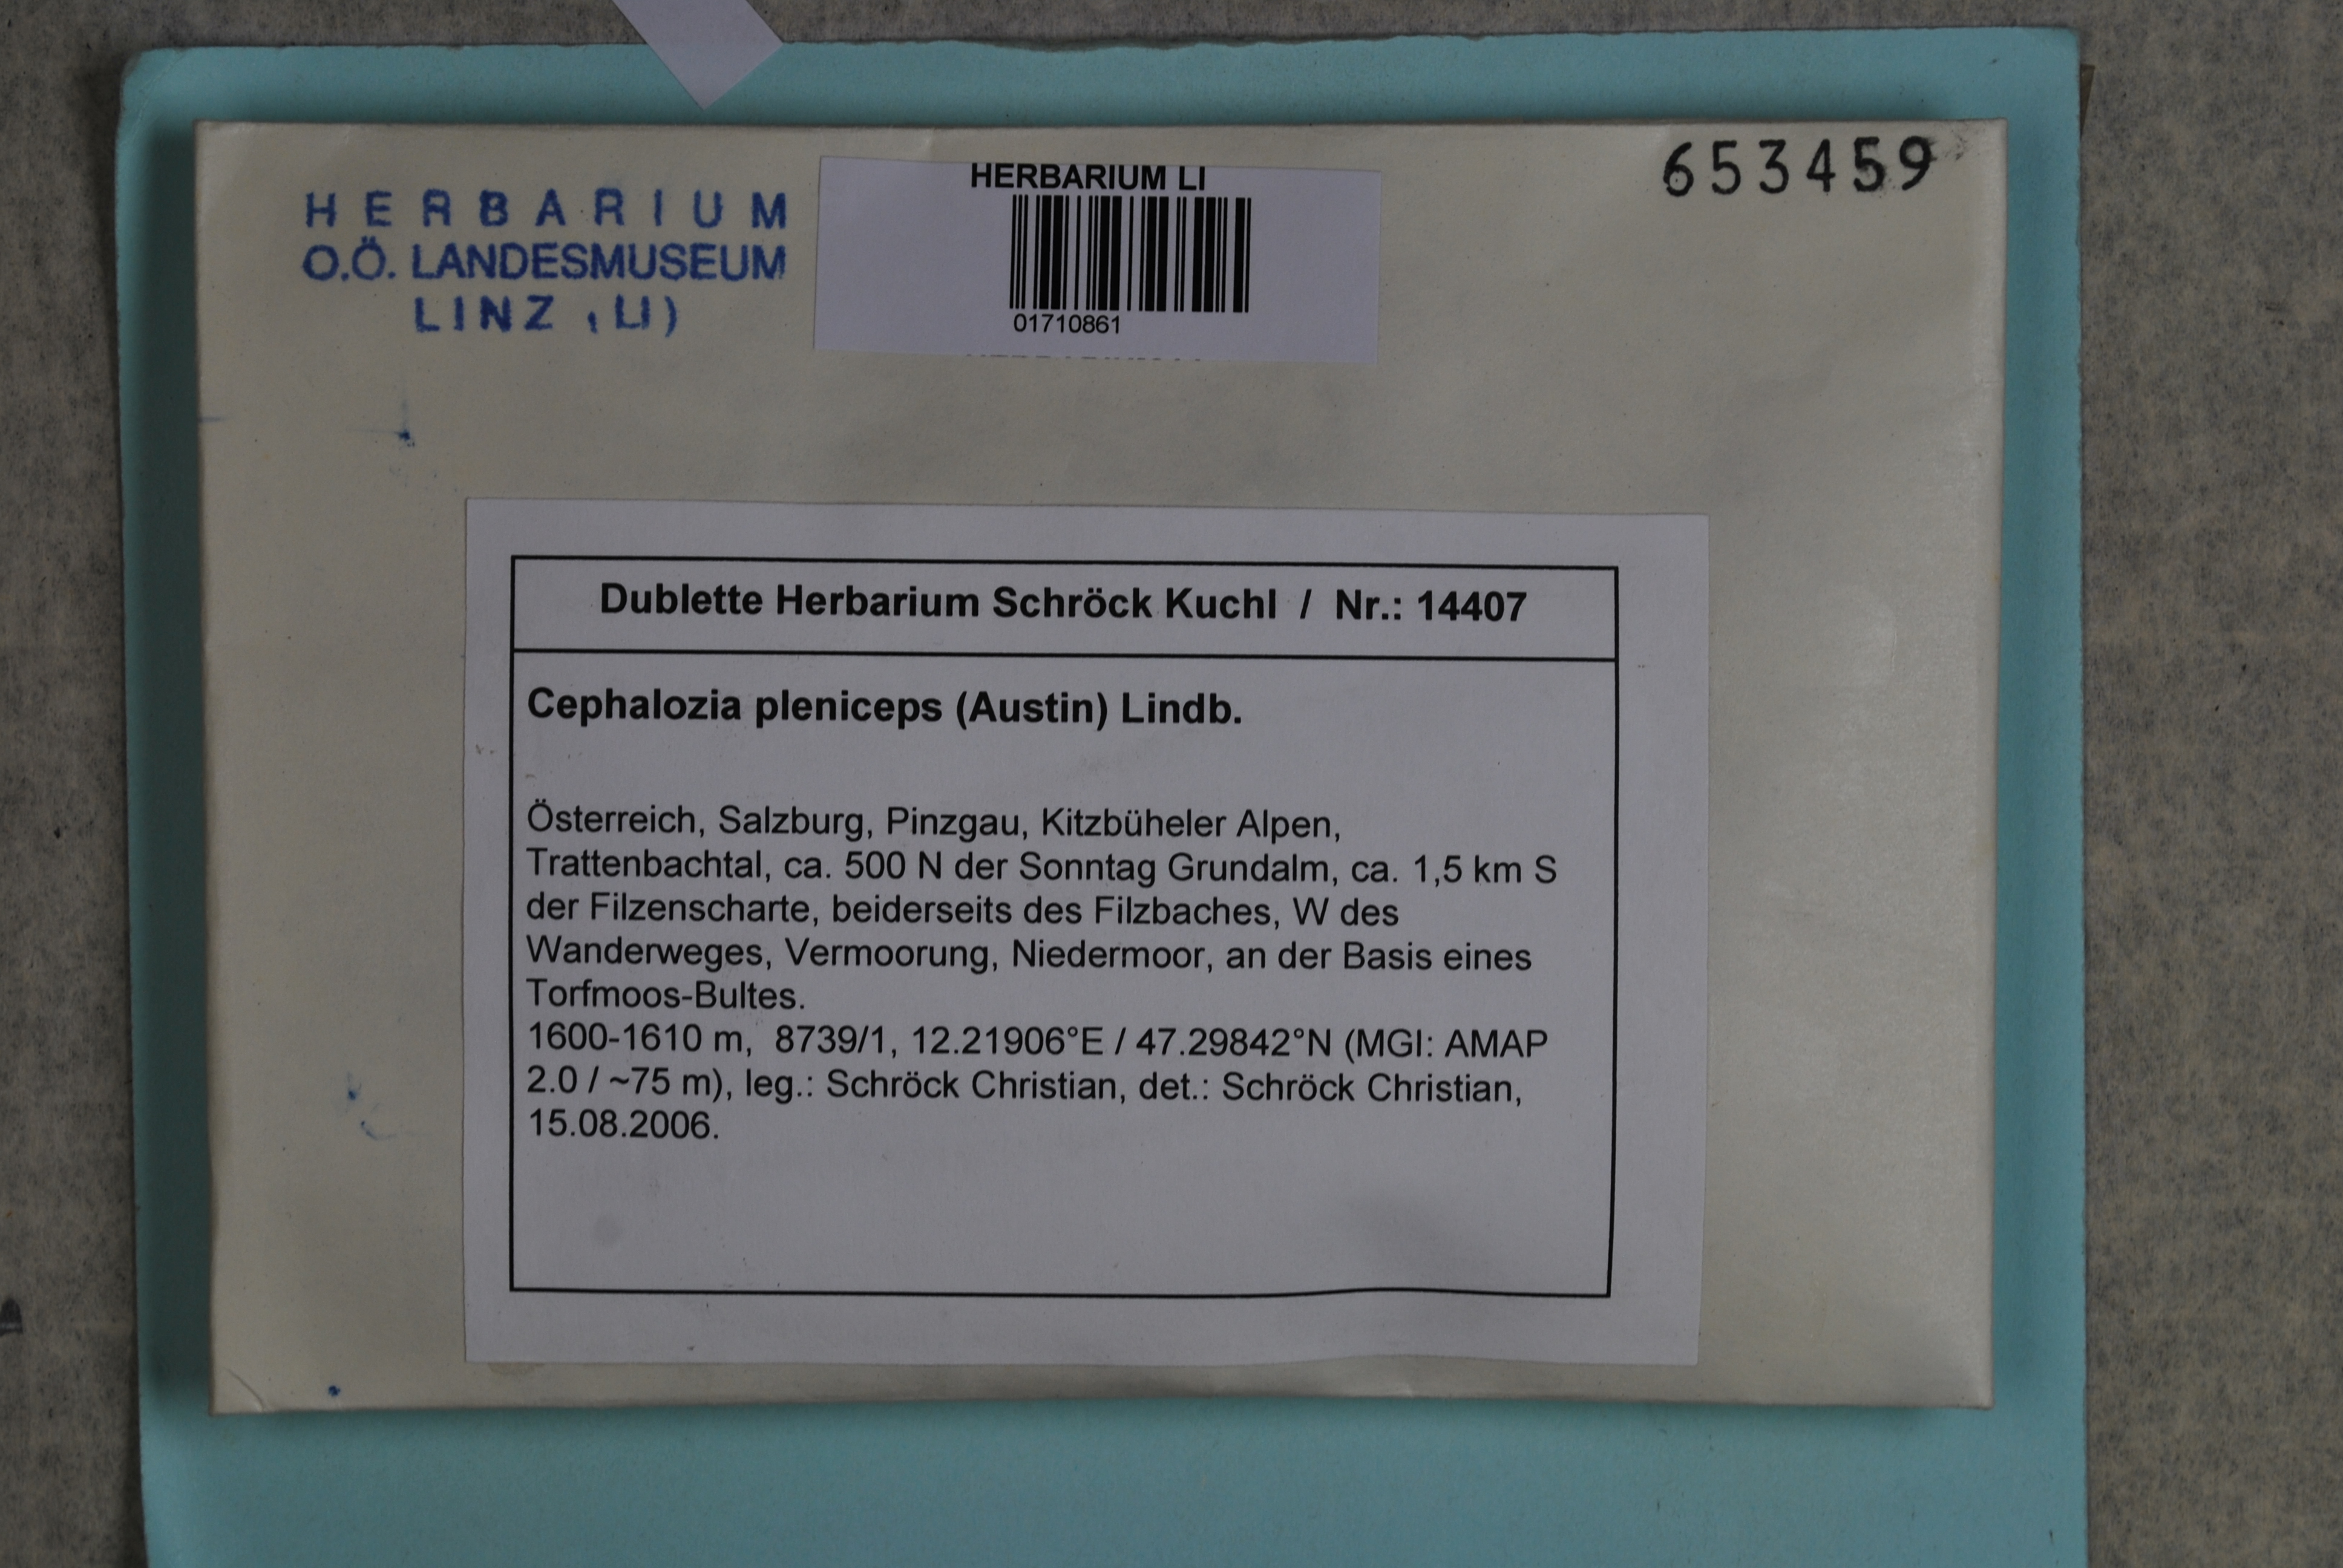 HERBARIUM
O.Ö. LANDESMUSEUM
LINZ (LI)
HERBARIUM LI
01710861
653459
Dublette Herbarium Schröck Kuchl / Nr.: 14407
Cephalozia pleniceps (Austin) Lindb.
Österreich, Salzburg, Pinzgau, Kitzbüheler Alpen,
Trattenbachtal, ca. 500 N der Sonntag Grundalm, ca. 1,5 km S
der Filzenscharte, beiderseits des Filzbaches, W des
Wanderweges, Vermoorung, Niedermoor, an der Basis eines
Torfmoos-Bultes.
1600-1610 m, 8739/1, 12.21906°E / 47.29842°N (MGI: AMAP
2.0 / ~75 m), leg.: Schröck Christian, det.: Schröck Christian,
15.08.2006.